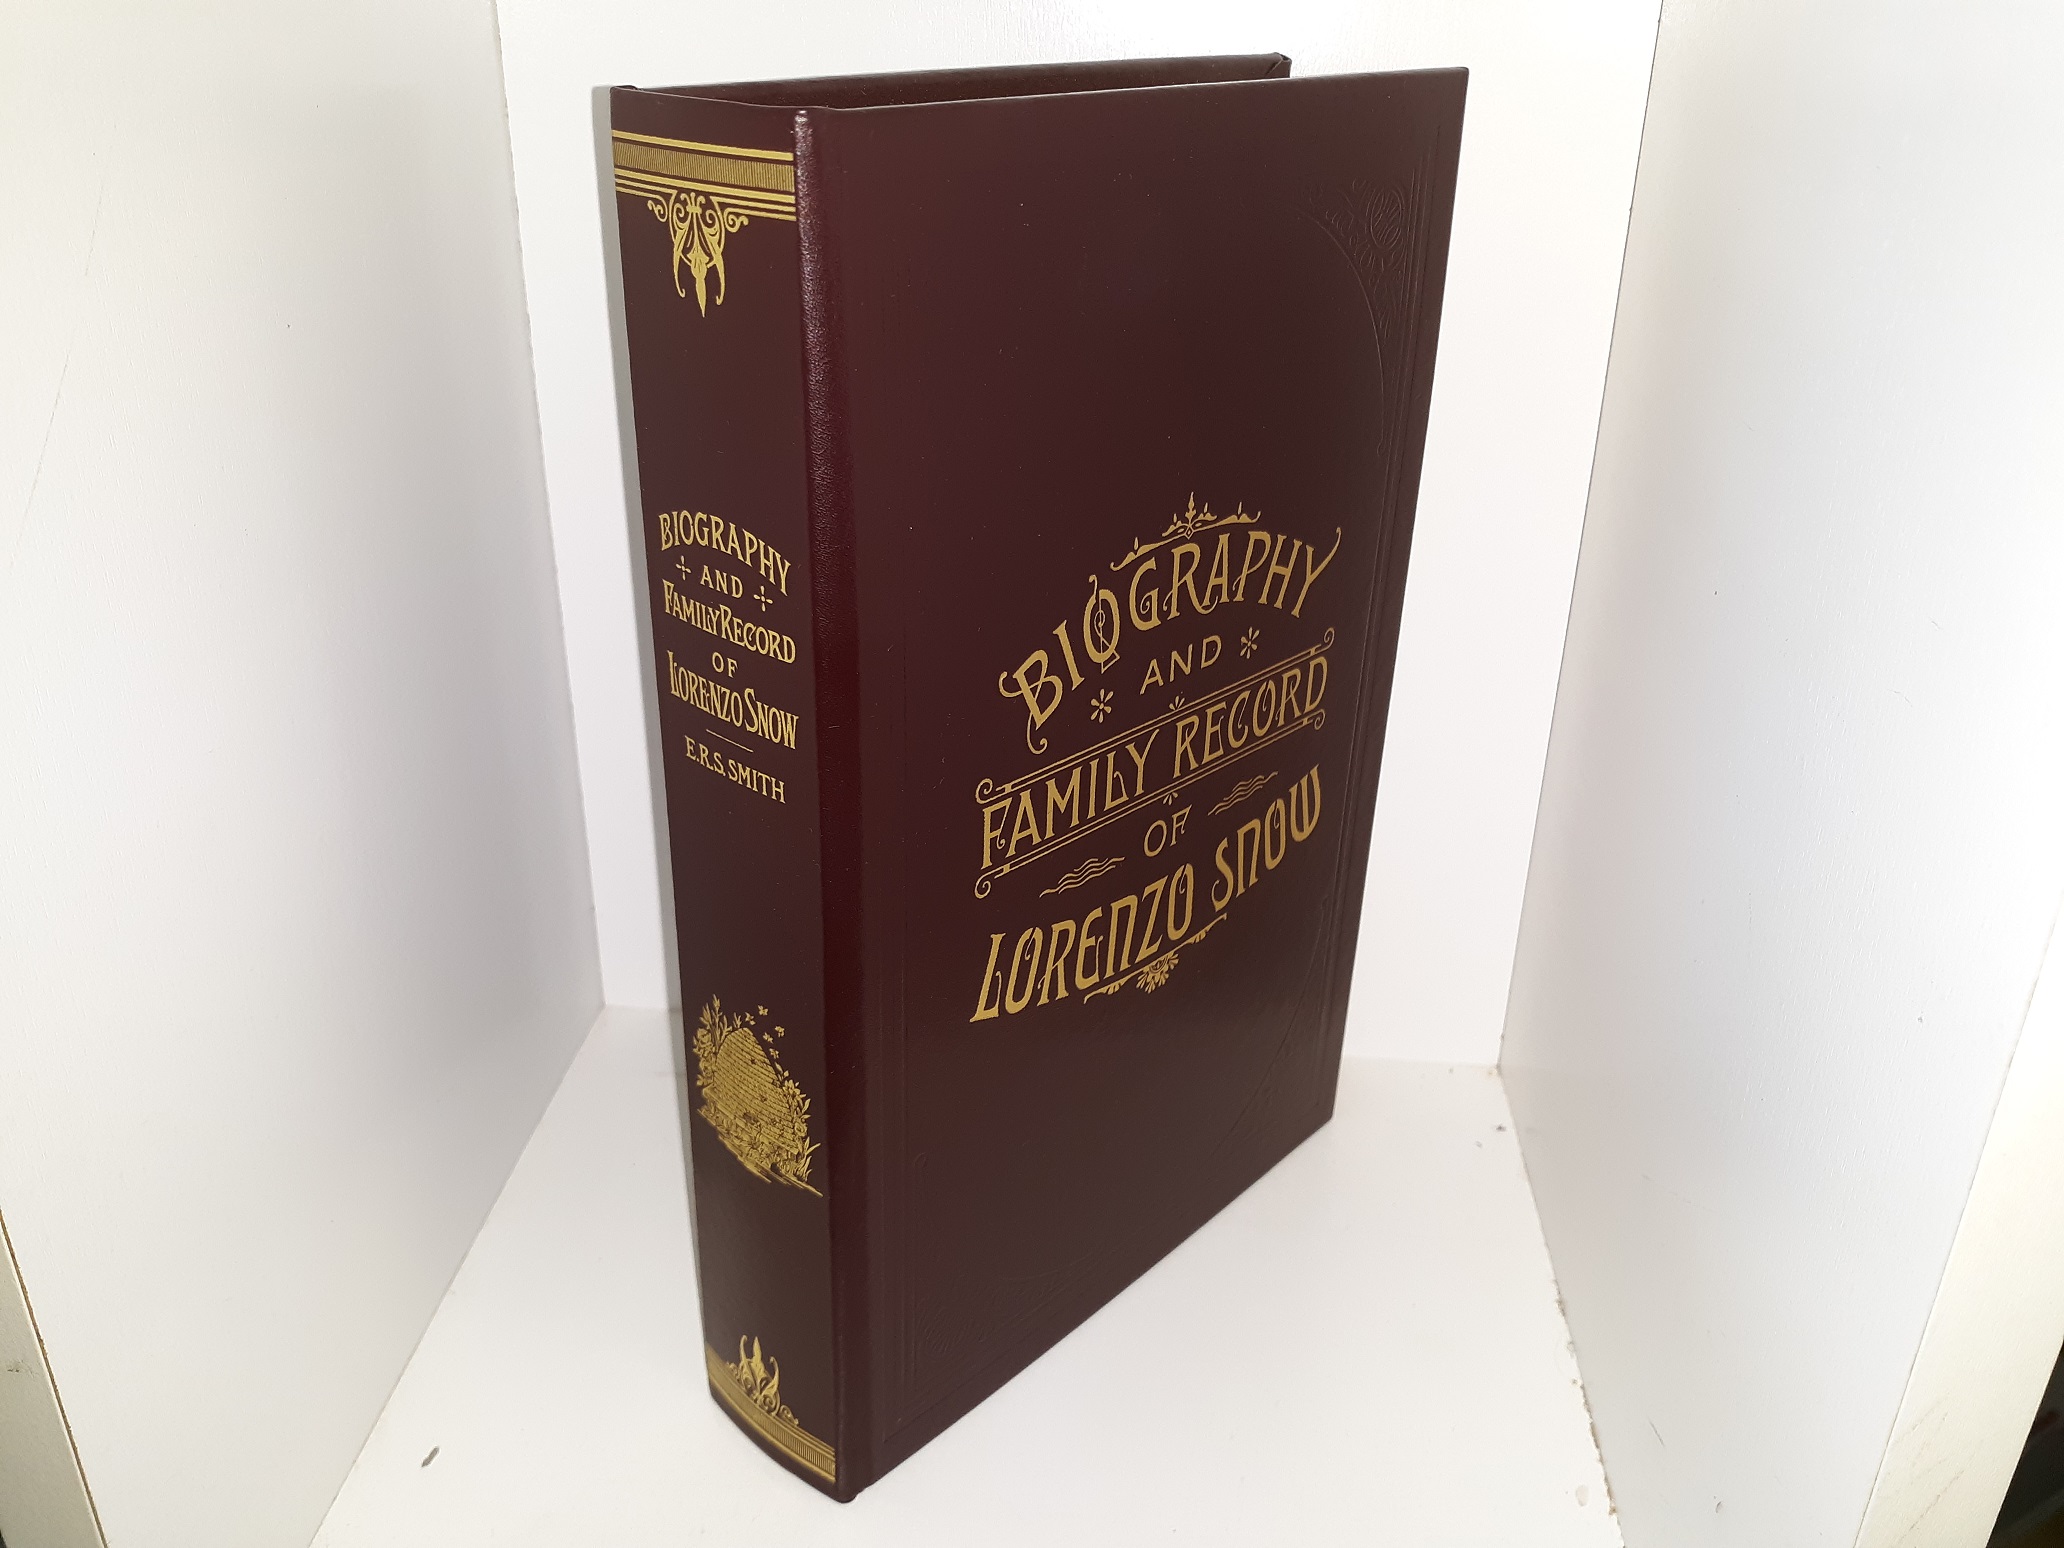 BIOGRAPHY
AND
FAMILY RECORD
OF
LORENZO SNOW
E.R.S. SMITH
BIOGRAPHY
AND
FAMILY RECORD
OF
LORENZO SNOW